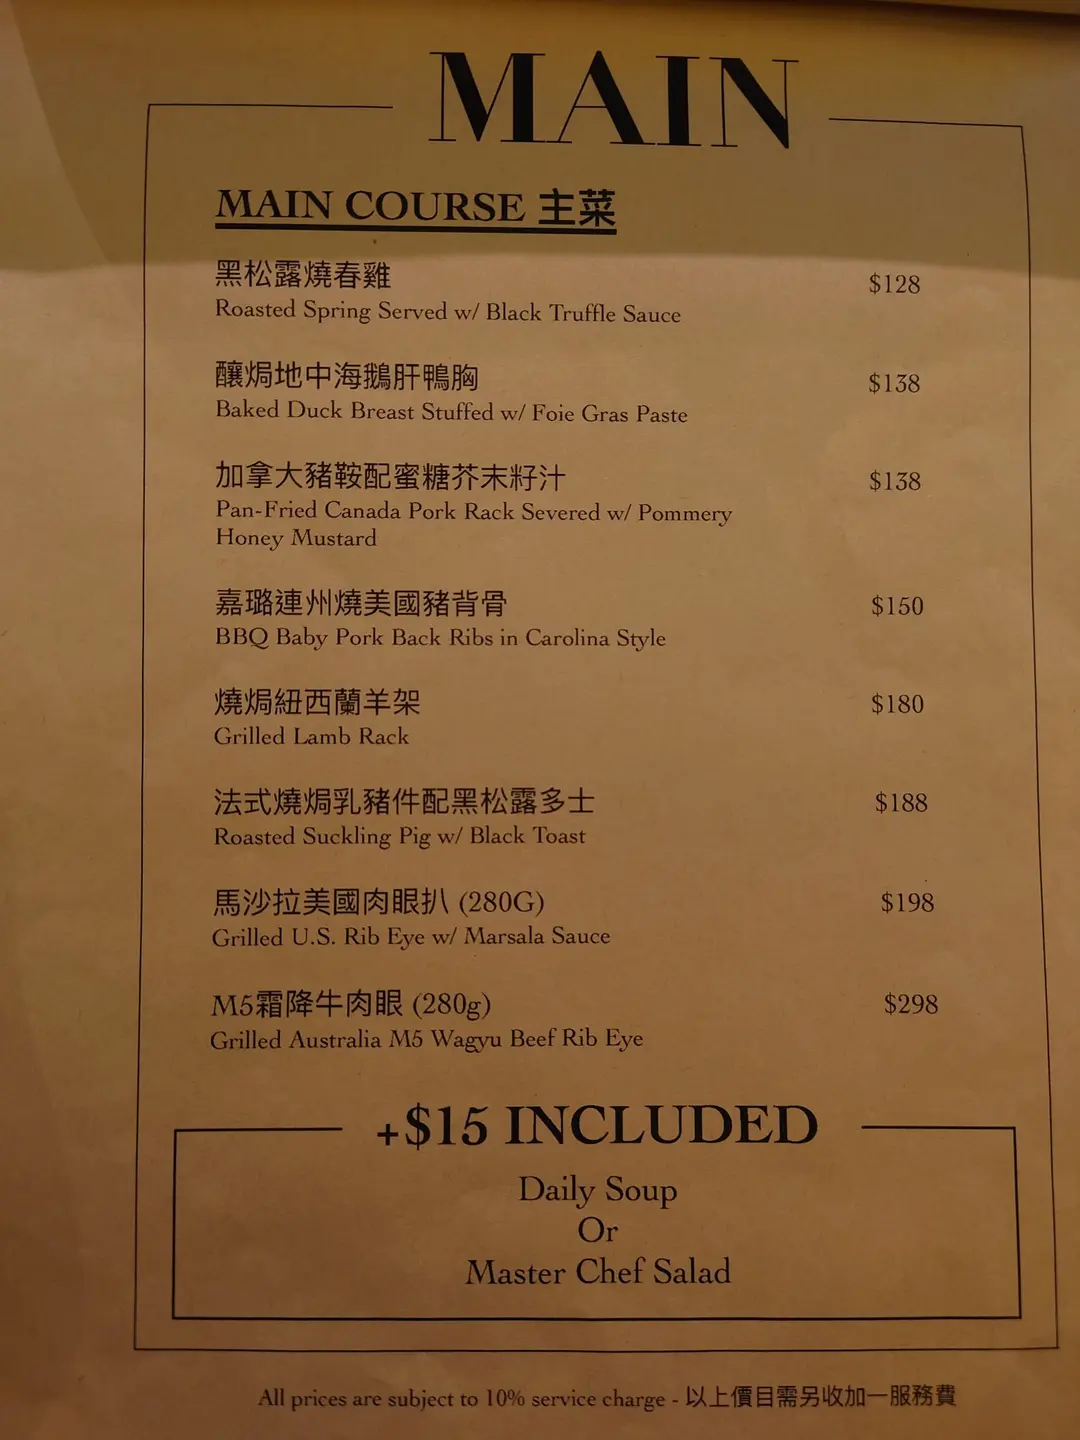 MAIN
MAIN COURSE 主菜
黑松露燒春雞 $128
Roasted Spring Served w/ Black Truffle Sauce
釀焗地中海鵝肝鴨胸 $138
Baked Duck Breast Stuffed w/ Foie Gras Paste
加拿大豬鞍配蜜糖芥末籽汁 $138
Pan-Fried Canada Pork Rack Severed w/ Pommery
Honey Mustard
嘉璐連州燒美國豬背骨 $150
BBQ Baby Pork Back Ribs in Carolina Style
燒焗紐西蘭羊架 $180
Grilled Lamb Rack
法式燒焗乳豬件配黑松露多士 $188
Roasted Suckling Pig w/ Black Toast
馬沙拉美國肉眼扒 (280G) $198
Grilled U.S. Rib Eye w/ Marsala Sauce
M5霜降牛肉眼 (280g) $298
Grilled Australia M5 Wagyu Beef Rib Eye
+$15 INCLUDED
Daily Soup
Or
Master Chef Salad
All prices are subject to 10% service charge - 以上價目需另收加一服務費